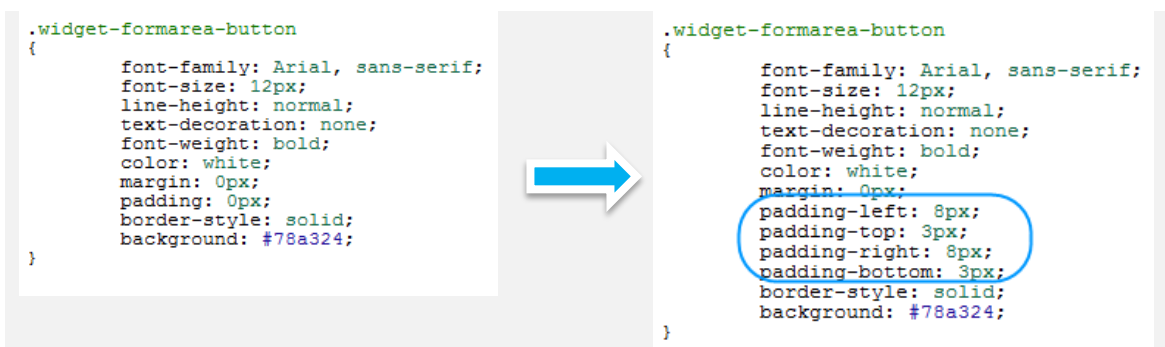 .widget-formarea-button
{
font-family: Arial, sans-serif;
font-size: 12px;
line-height: normal;
text-decoration: none;
font-weight: bold;
color: white;
margin: 0px;
padding: 0px;
border-style: solid;
background: #78a324;
}
.widget-formarea-button
{
font-family: Arial, sans-serif;
font-size: 12px;
line-height: normal;
text-decoration: none;
font-weight: bold;
color: white;
margin: 0px;
padding-left: 8px;
padding-top: 3px;
padding-right: 8px;
padding-bottom: 3px;
border-style: solid;
background: #78a324;
}